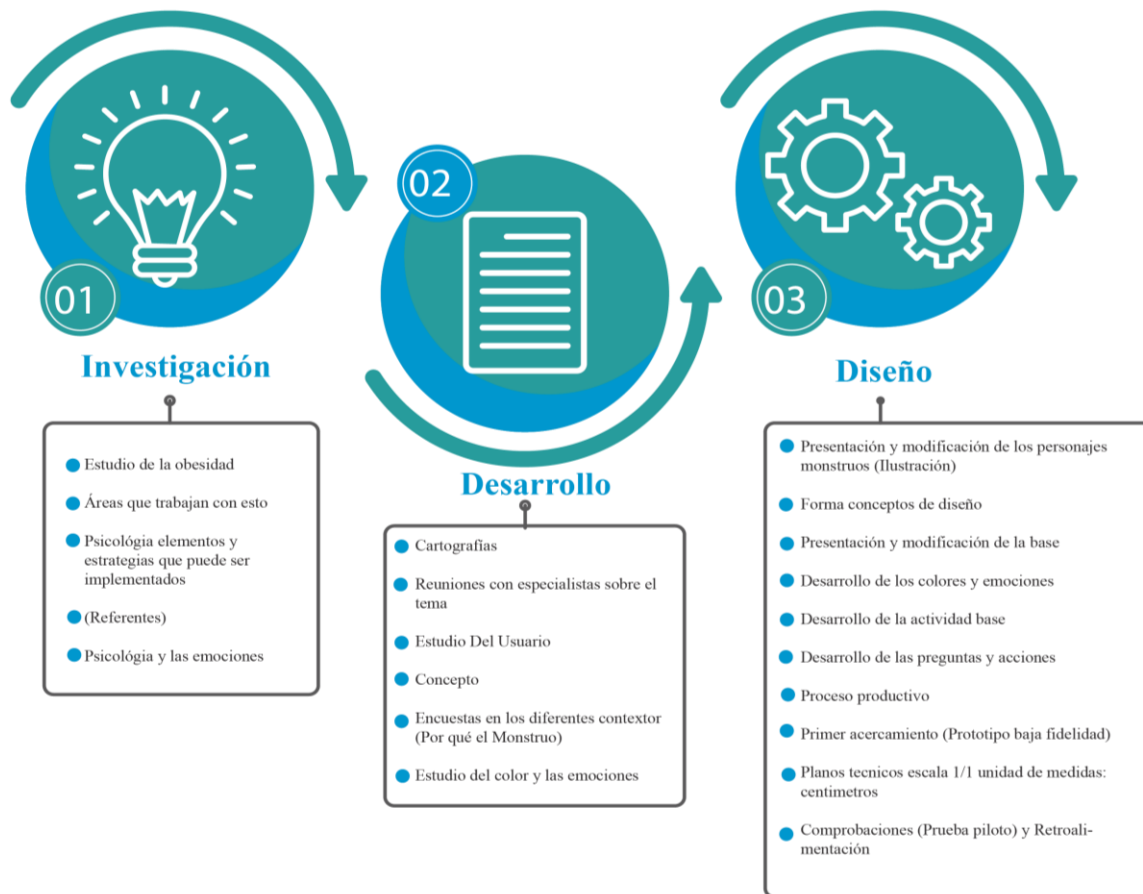 01
Investigación
Estudio de la obesidad
Áreas que trabajan con esto
Psicológia elementos y
estrategias que puede ser
implementados
(Referentes)
Psicológia y las emociones
02
Desarrollo
Cartografías
Reuniones con especialistas sobre el
tema
Estudio Del Usuario
Concepto
Encuestas en los diferentes contextor
(Por qué el Monstruo)
Estudio del color y las emociones
03
Diseño
Presentación y modificación de los personajes
monstruos (Ilustración)
Forma conceptos de diseño
Presentación y modificación de la base
Desarrollo de los colores y emociones
Desarrollo de la actividad base
Desarrollo de las preguntas y acciones
Proceso productivo
Primer acercamiento (Prototipo baja fidelidad)
Planos tecnicos escala 1/1 unidad de medidas:
centimetros
Comprobaciones (Prueba piloto) y Retroali-
mentación